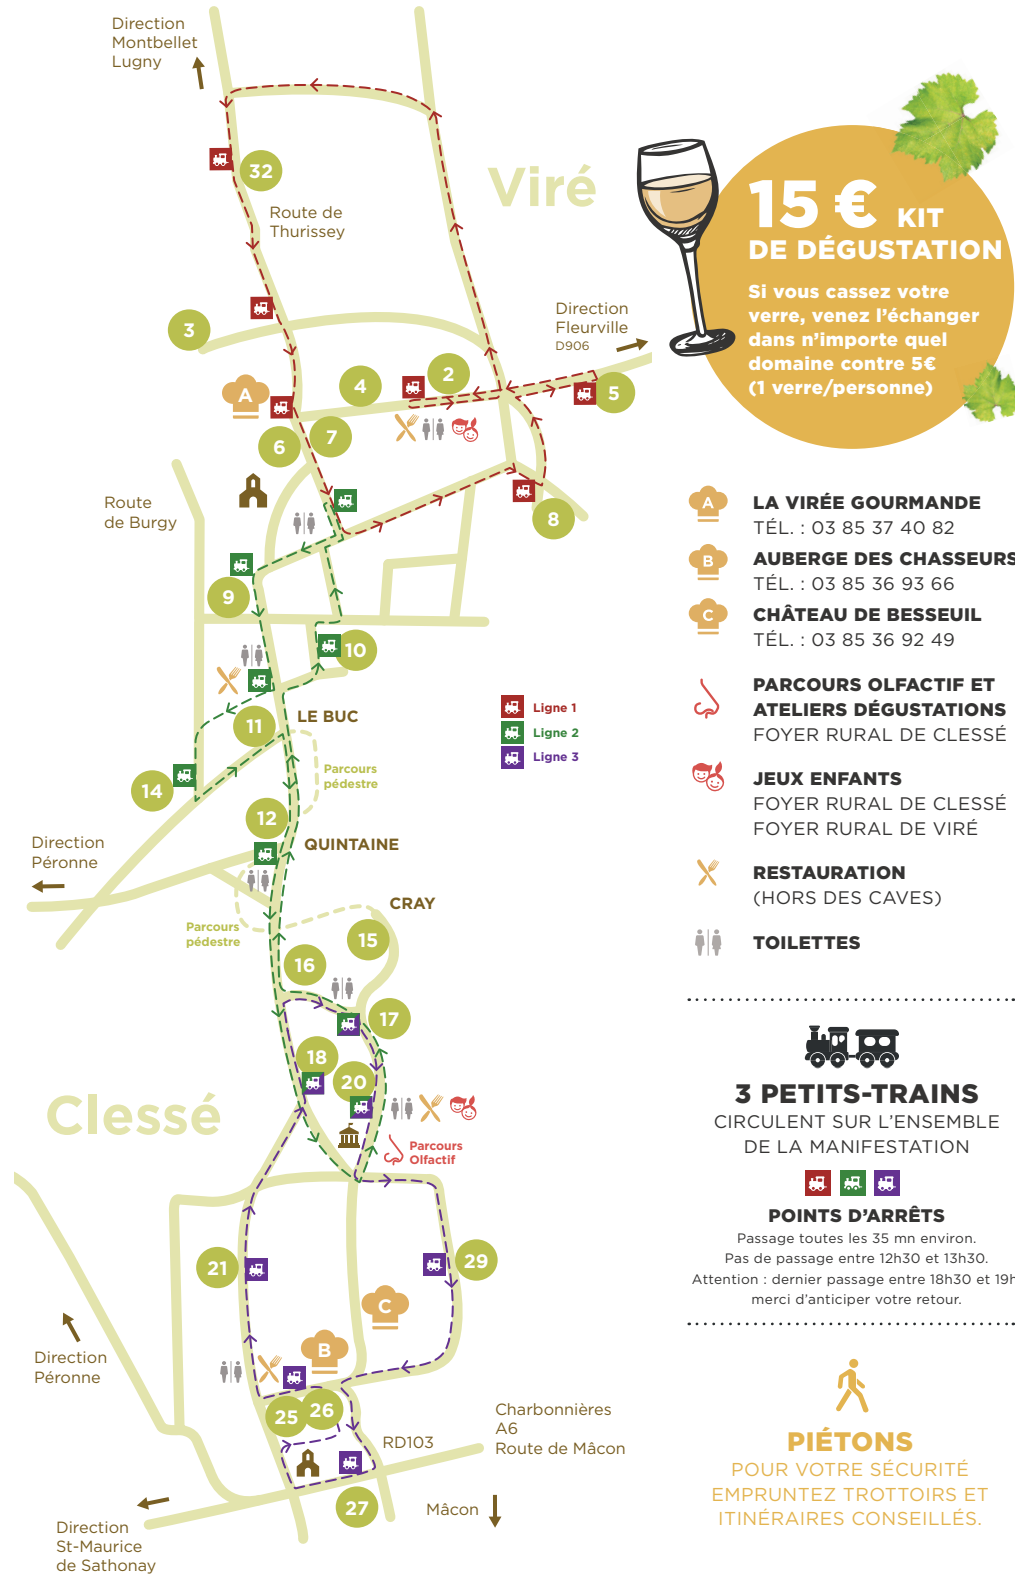 Direction
Montbellet
Lugny
32
Viré
Route de
Thurissey
15 € KIT
DE DÉGUSTATION
Si vous cassez votre
verre, venez l'échanger
dans n'importe quel
domaine contre 5€
(1 verre/personne)
Direction
Fleurville
D906
3
4
2
5
A
6
7
8
Route
de Burgy
9
10
11
LE BUC
14
Parcours
pédestre
12
QUINTAINE
Direction
Péronne
CRAY
Parcours
pédestre
15
16
17
18
20
Clessé
Parcours
Olfactif
21
29
C
B
Direction
Péronne
25
26
RD103
Charbonnières
A6
Route de Mâcon
27
Mâcon
Direction
St-Maurice
de Sathonay
Ligne 1
Ligne 2
Ligne 3
A
LA VIRÉE GOURMANDE
TÉL. : 03 85 37 40 82
B
AUBERGE DES CHASSEURS
TÉL. : 03 85 36 93 66
C
CHÂTEAU DE BESSEUIL
TÉL. : 03 85 36 92 49
PARCOURS OLFACTIF ET
ATELIERS DÉGUSTATIONS
FOYER RURAL DE CLESSÉ
JEUX ENFANTS
FOYER RURAL DE CLESSÉ
FOYER RURAL DE VIRÉ
RESTAURATION
(HORS DES CAVES)
TOILETTES
3 PETITS-TRAINS
CIRCULENT SUR L'ENSEMBLE
DE LA MANIFESTATION
POINTS D'ARRÊTS
Passage toutes les 35 mn environ.
Pas de passage entre 12h30 et 13h30.
Attention : dernier passage entre 18h30 et 19h
merci d'anticiper votre retour.
PIÉTONS
POUR VOTRE SÉCURITÉ
EMPRUNTEZ TROTTOIRS ET
ITINÉRAIRES CONSEILLÉS.